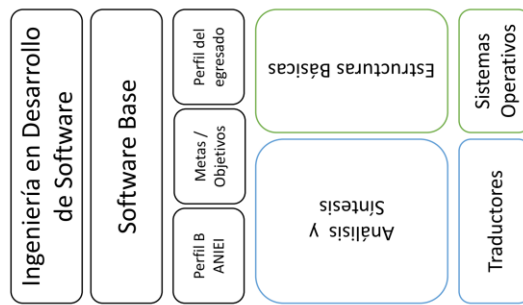 Ingeniería en Desarrollo
de Software
Software Base
Perfil B
ANIEI
Metas /
Objetivos
Perfil del
egresado
Análisis y
Síntesis
Estructuras Básicas
Traductores
Sistemas
Operativos